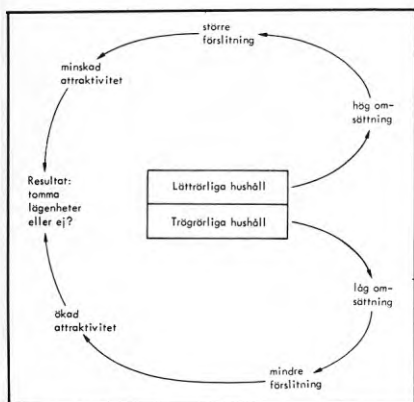 större
förslitning
minskad
attraktivitet
hög om-
sättning
Resultat:
tomma
lägenheter
eller ej?
Lättrörliga hushåll
Trögrörliga hushåll
låg om-
sättning
ökad
attraktivitet
mindre
förslitning